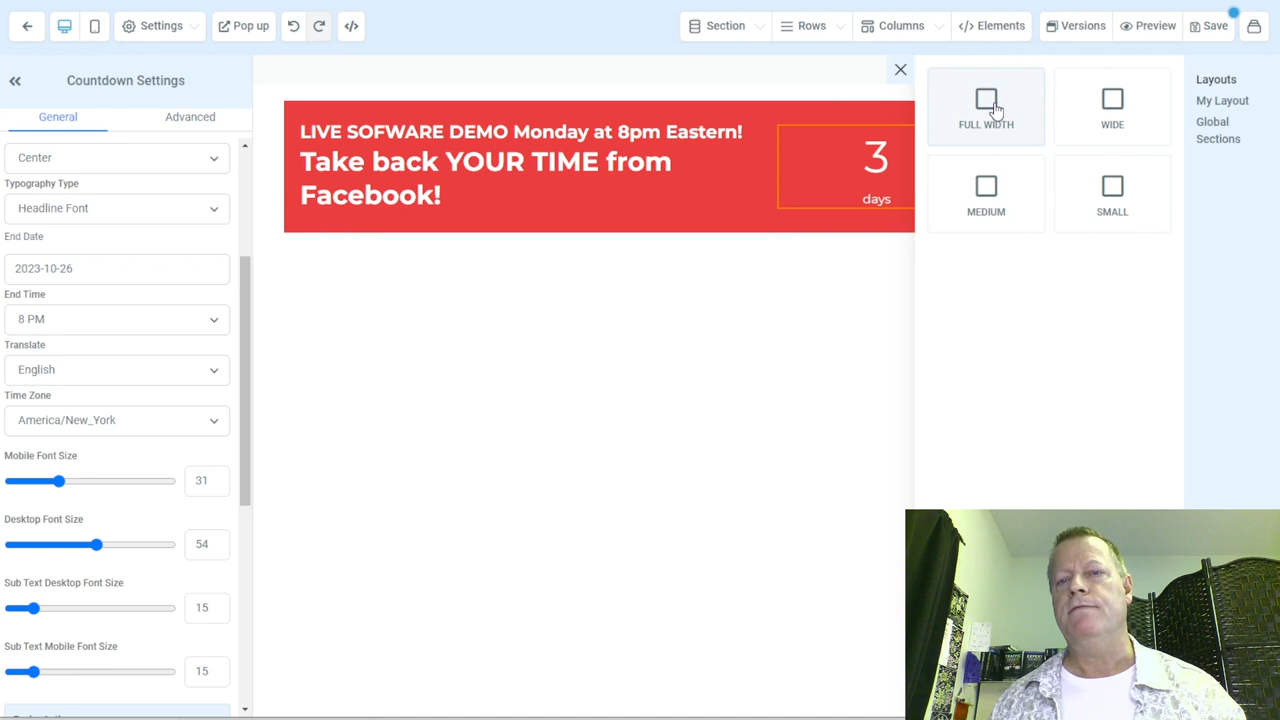 Settings
Pop up
Section
Rows
Columns
</> Elements
Versions
Preview
Save
Countdown Settings
General
Advanced
Center
Typography Type
Headline Font
End Date
2023-10-26
End Time
8 PM
Translate
English
Time Zone
America/New_York
Mobile Font Size
31
Desktop Font Size
54
Sub Text Desktop Font Size
15
Sub Text Mobile Font Size
15
LIVE SOFWARE DEMO Monday at 8pm Eastern!
Take back YOUR TIME from
Facebook!
3
days
FULL WIDTH
WIDE
MEDIUM
SMALL
Layouts
My Layout
Global
Sections